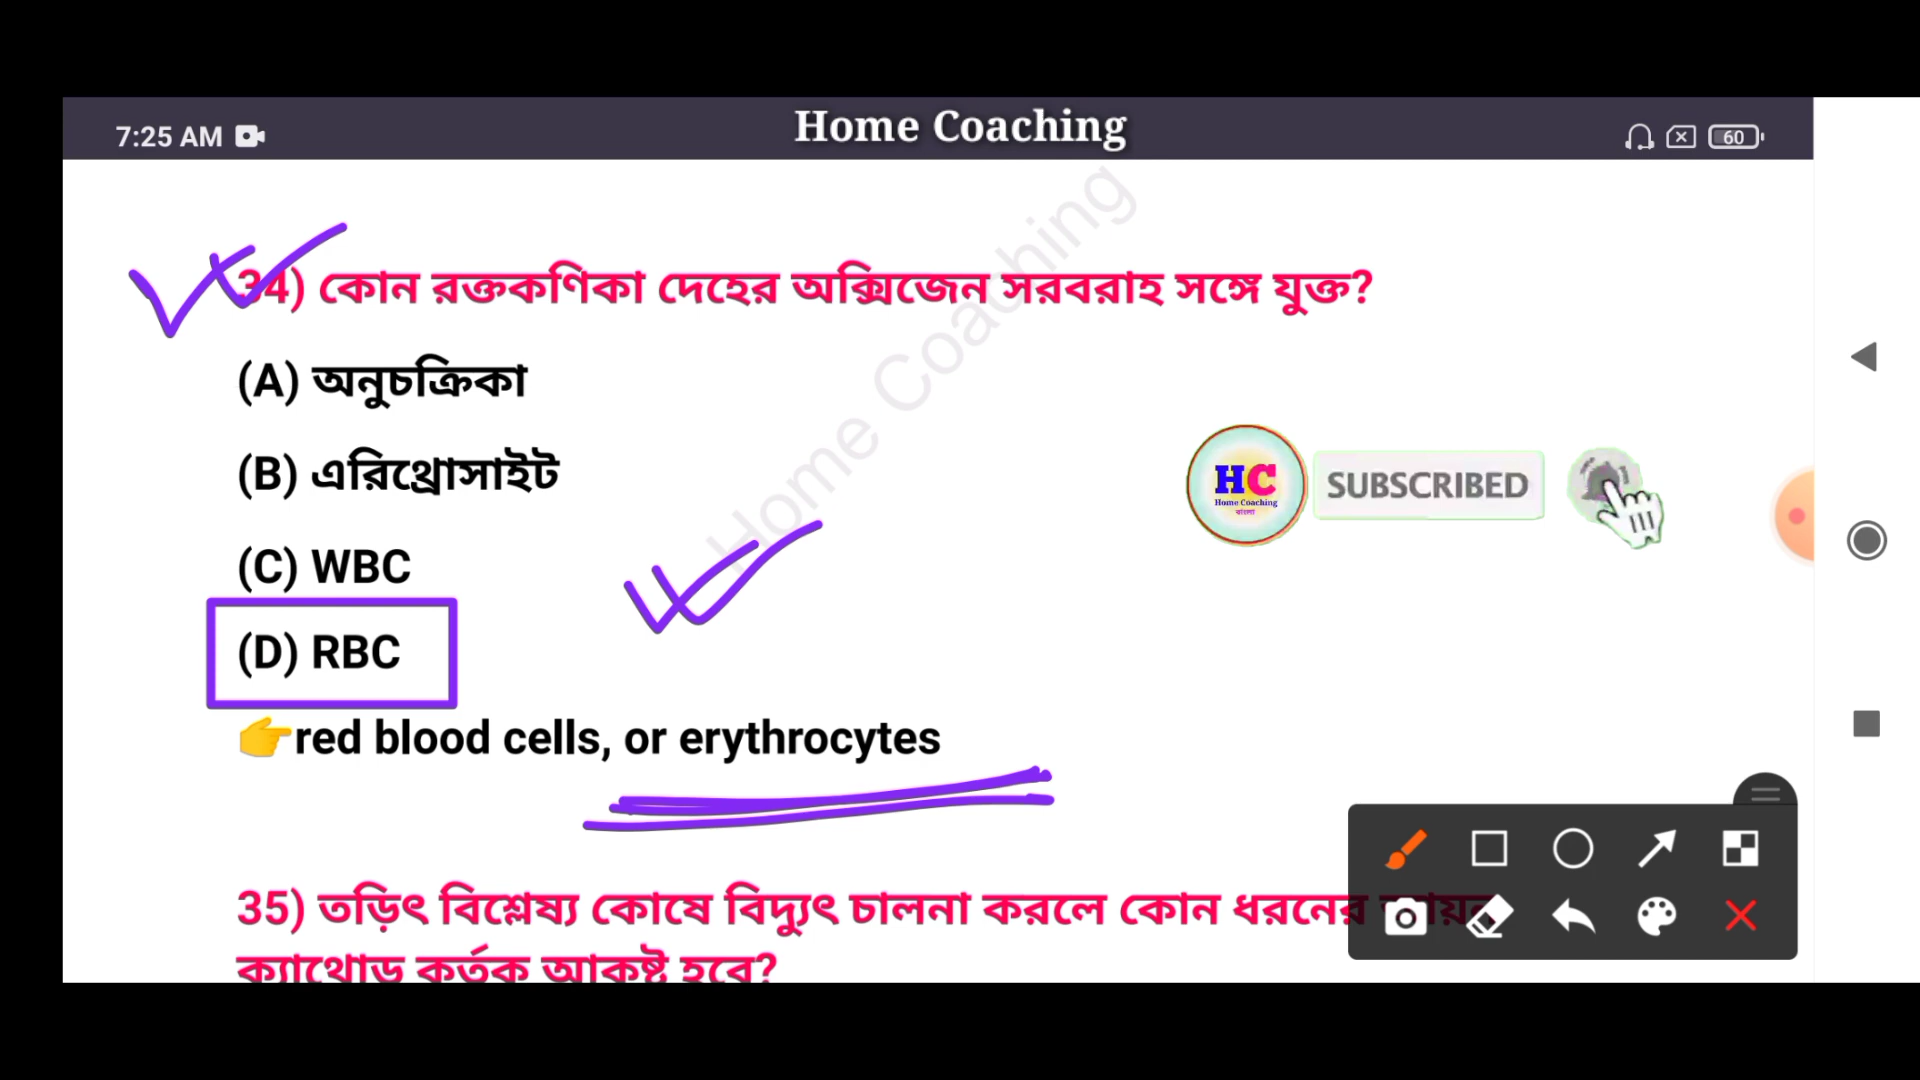 7:25 AM
Home Coaching
60
34) কোন রক্তকণিকা দেহের অক্সিজেন সরবরাহ সঙ্গে যুক্ত?
(A) অনুচক্রিকা
(B) এরিথ্রোসাইট
(C) WBC
(D) RBC
👉red blood cells, or erythrocytes
HC
Home Coaching
বাংলা
SUBSCRIBED
Home Coaching
35) তড়িৎ বিশ্লেষ্য কোষে বিদ্যুৎ চালনা করলে কোন ধরনের
ক্যাথোড কর্তৃক আকৃষ্ট হবে?